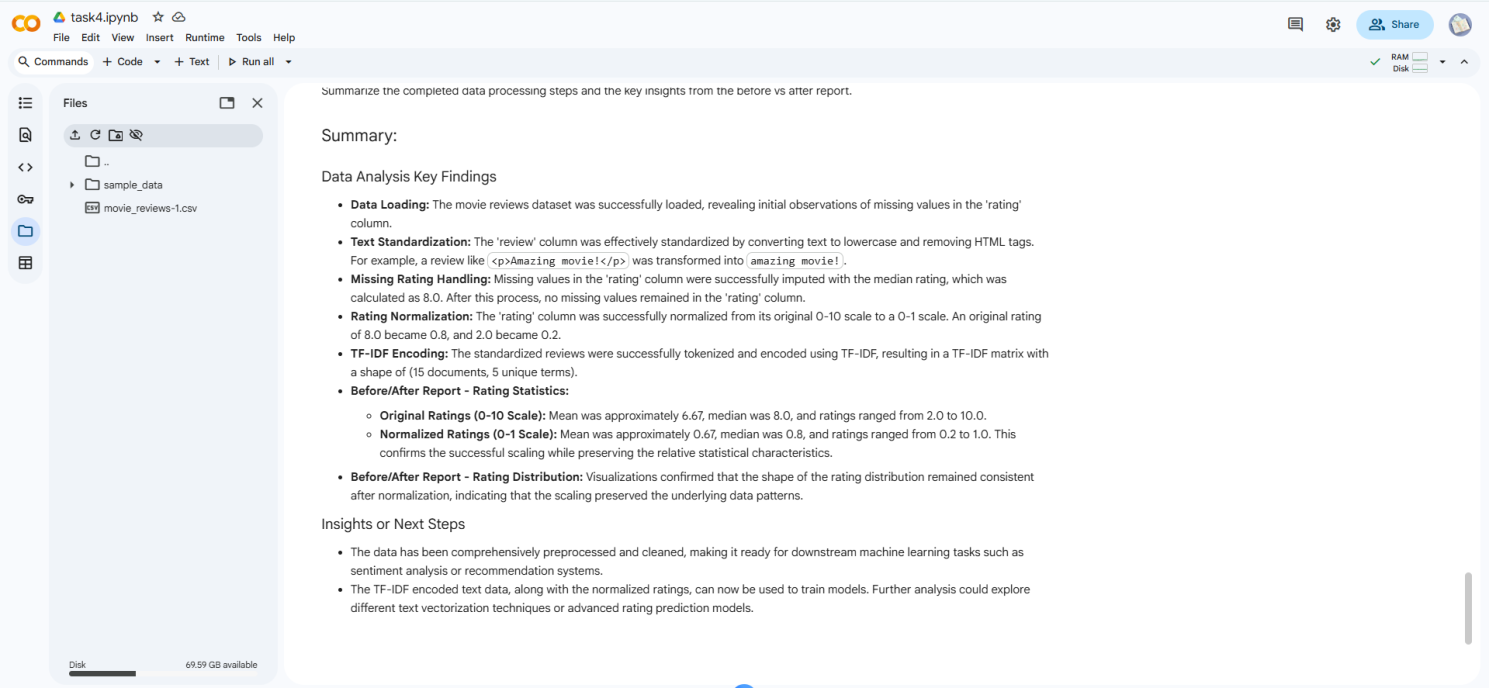 task4.ipynb
File Edit View Insert Runtime Tools Help
Share
Commands + Code + Text Run all
RAM
Disk
Files
..
sample_data
movie_reviews-1.csv
Disk 69.59 GB available
Summarize the completed data processing steps and the key insights from the before vs after report.
Summary:
Data Analysis Key Findings
• Data Loading: The movie reviews dataset was successfully loaded, revealing initial observations of missing values in the 'rating'
column.
• Text Standardization: The 'review' column was effectively standardized by converting text to lowercase and removing HTML tags.
For example, a review like <p>Amazing movie!</p> was transformed into amazing movie!.
• Missing Rating Handling: Missing values in the 'rating' column were successfully imputed with the median rating, which was
calculated as 8.0. After this process, no missing values remained in the 'rating' column.
• Rating Normalization: The 'rating' column was successfully normalized from its original 0-10 scale to a 0-1 scale. An original rating
of 8.0 became 0.8, and 2.0 became 0.2.
• TF-IDF Encoding: The standardized reviews were successfully tokenized and encoded using TF-IDF, resulting in a TF-IDF matrix with
a shape of (15 documents, 5 unique terms).
• Before/After Report - Rating Statistics:
◦ Original Ratings (0-10 Scale): Mean was approximately 6.67, median was 8.0, and ratings ranged from 2.0 to 10.0.
◦ Normalized Ratings (0-1 Scale): Mean was approximately 0.67, median was 0.8, and ratings ranged from 0.2 to 1.0. This
confirms the successful scaling while preserving the relative statistical characteristics.
• Before/After Report - Rating Distribution: Visualizations confirmed that the shape of the rating distribution remained consistent
after normalization, indicating that the scaling preserved the underlying data patterns.
Insights or Next Steps
• The data has been comprehensively preprocessed and cleaned, making it ready for downstream machine learning tasks such as
sentiment analysis or recommendation systems.
• The TF-IDF encoded text data, along with the normalized ratings, can now be used to train models. Further analysis could explore
different text vectorization techniques or advanced rating prediction models.